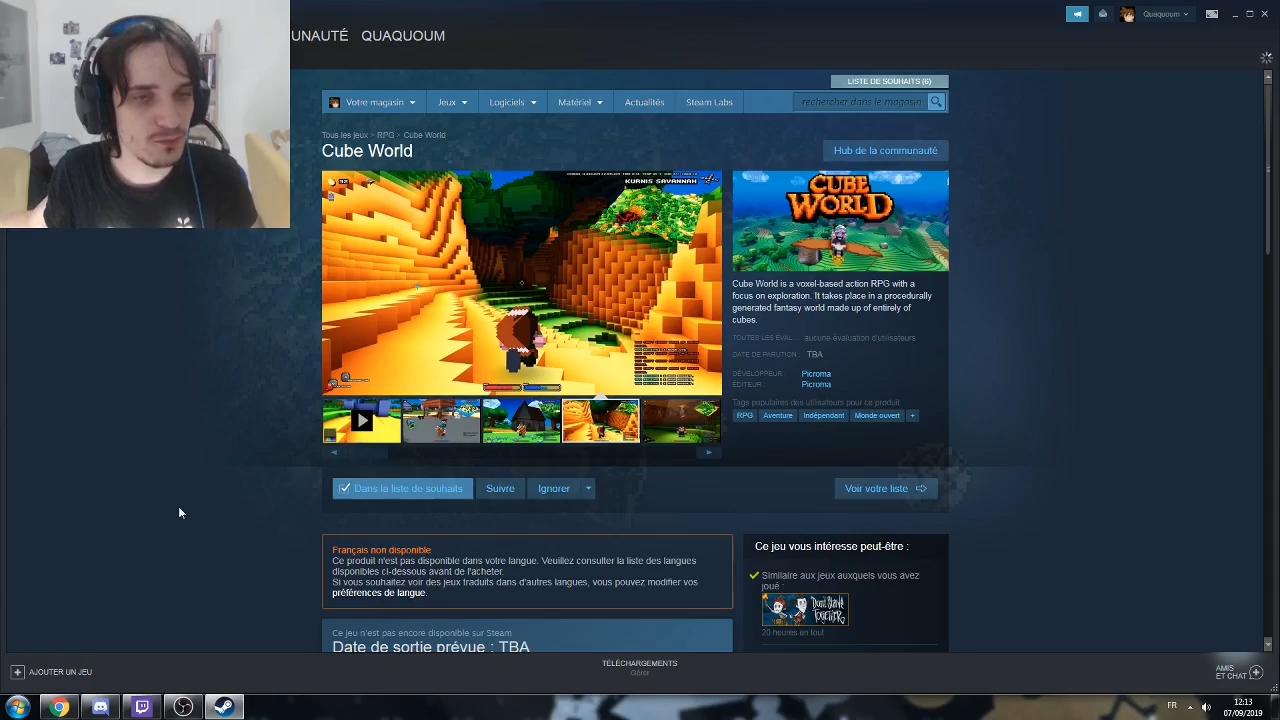 Quaquoum
UNAUTÉ QUAQUOUM
LISTE DE SOUHAITS (6)
Votre magasin Jeux Logiciels Matériel Actualités Steam Labs rechercher dans le magasin
Tous les jeux > RPG > Cube World
Cube World
Hub de la communauté
KURNIS SAVANNAH
CUBE
WORLD
Cube World is a voxel-based action RPG with a
focus on exploration. It takes place in a procedurally
generated fantasy world made up of entirely of
cubes.
TOUTES LES ÉVAL... aucune évaluation d'utilisateurs
DATE DE PARUTION : TBA
DÉVELOPPEUR : Picroma
ÉDITEUR : Picroma
Tags populaires des utilisateurs pour ce produit :
RPG Aventure Indépendant Monde ouvert +
Dans la liste de souhaits Suivre Ignorer Voir votre liste
Français non disponible
Ce produit n'est pas disponible dans votre langue. Veuillez consulter la liste des langues
disponibles ci-dessous avant de l'acheter.
Si vous souhaitez voir des jeux traduits dans d'autres langues, vous pouvez modifier vos
préférences de langue.
Ce jeu vous intéresse peut-être :
Similaire aux jeux auxquels vous avez
joué :
Don't Starve
Together
20 heures en tout
Ce jeu n'est pas encore disponible sur Steam
Date de sortie prévue : TBA
+ AJOUTER UN JEU
TÉLÉCHARGEMENTS
Gérer
AMIS
ET CHAT +
FR
12:13
07/09/2019